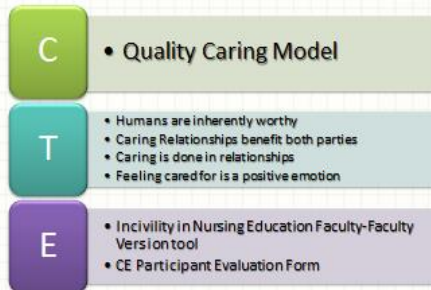 C
• Quality Caring Model
T
• Humans are inherently worthy
• Caring Relationships benefit both parties
• Caring is done in relationships
• Feeling cared for is a positive emotion
E
• Incivility in Nursing Education Faculty-Faculty
Version tool
• CE Participant Evaluation Form